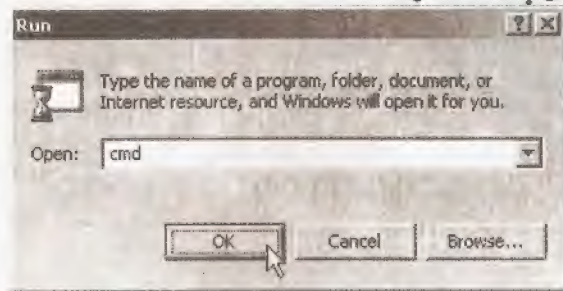 Run
Type the name of a program, folder, document, or
Internet resource, and Windows will open it for you.
Open:
cmd
OK
Cancel
Browse...